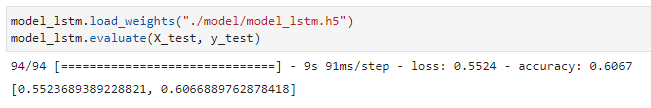 model_lstm.load_weights("./model/model_lstm.h5")
model_lstm.evaluate(X_test, y_test)
94/94 [==============================] - 9s 91ms/step - loss: 0.5524 - accuracy: 0.6067
[0.5523689389228821, 0.6066889762878418]